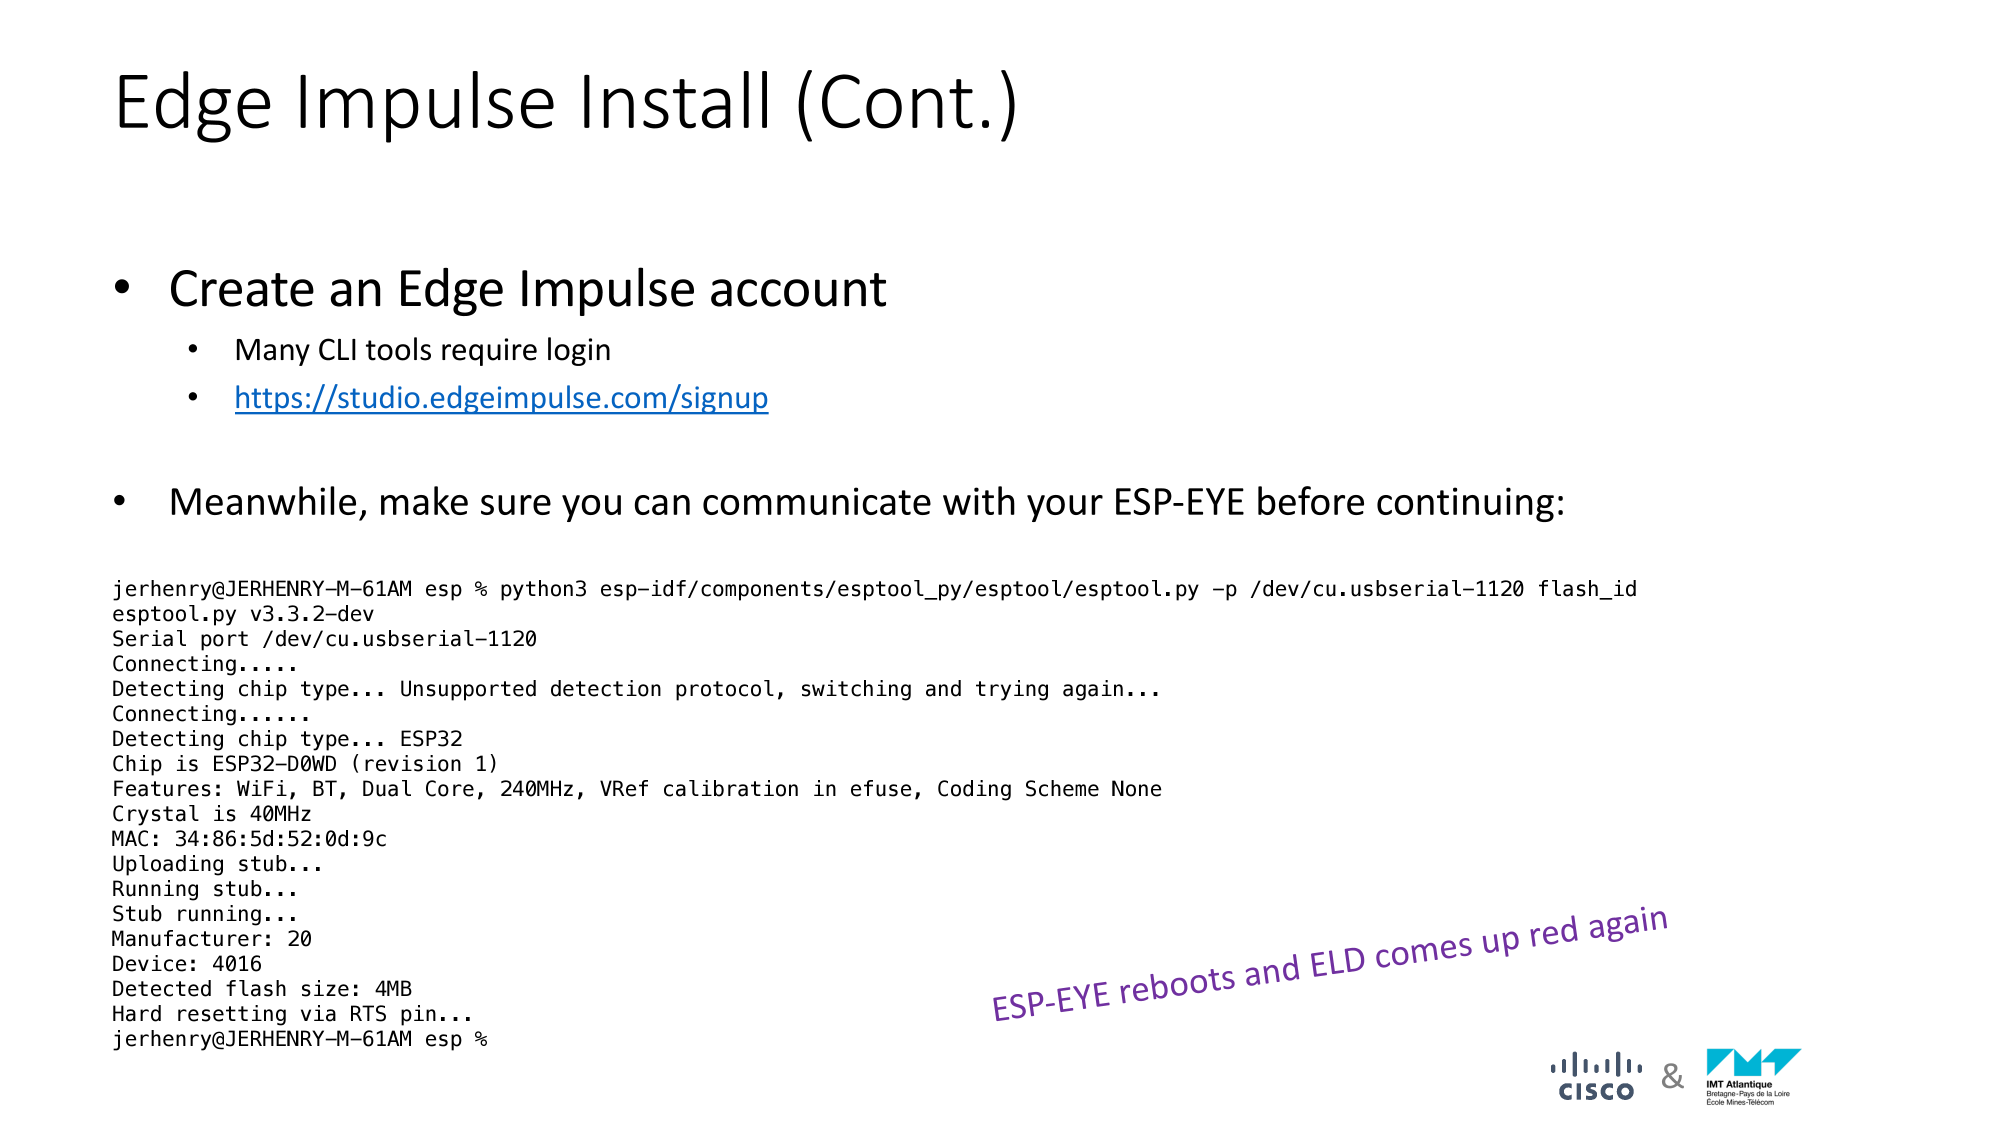 Edge Impulse Install (Cont.)
• Create an Edge Impulse account
• Many CLI tools require login
• https://studio.edgeimpulse.com/signup
• Meanwhile, make sure you can communicate with your ESP-EYE before continuing:
jerhenry@JERHENRY-M-61AM esp % python3 esp-idf/components/esptool_py/esptool/esptool.py -p /dev/cu.usbserial-1120 flash_id
esptool.py v3.3.2-dev
Serial port /dev/cu.usbserial-1120
Connecting.....
Detecting chip type... Unsupported detection protocol, switching and trying again...
Connecting......
Detecting chip type... ESP32
Chip is ESP32-D0WD (revision 1)
Features: WiFi, BT, Dual Core, 240MHz, VRef calibration in efuse, Coding Scheme None
Crystal is 40MHz
MAC: 34:86:5d:52:0d:9c
Uploading stub...
Running stub...
Stub running...
Manufacturer: 20
Device: 4016
Detected flash size: 4MB
Hard resetting via RTS pin...
jerhenry@JERHENRY-M-61AM esp %
ESP-EYE reboots and ELD comes up red again
CISCO
&
IMT Atlantique
Bretagne-Pays de la Loire
École Mines-Télécom